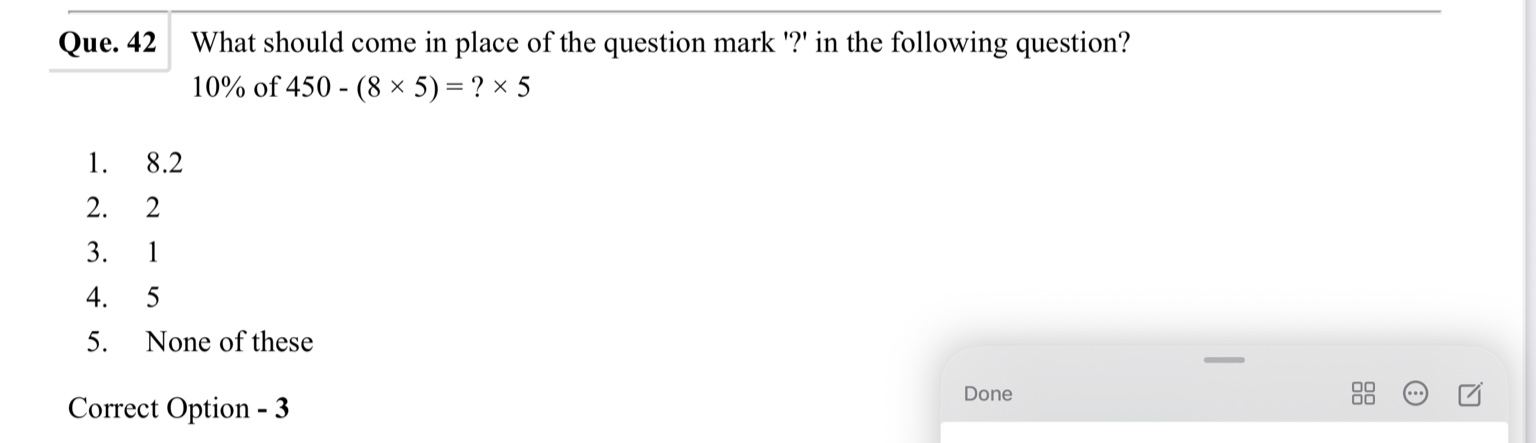 Que. 42 What should come in place of the question mark '?' in the following question?
10% of 450 - (8 × 5) = ? × 5
1. 8.2
2. 2
3. 1
4. 5
5. None of these
Correct Option - 3
Done